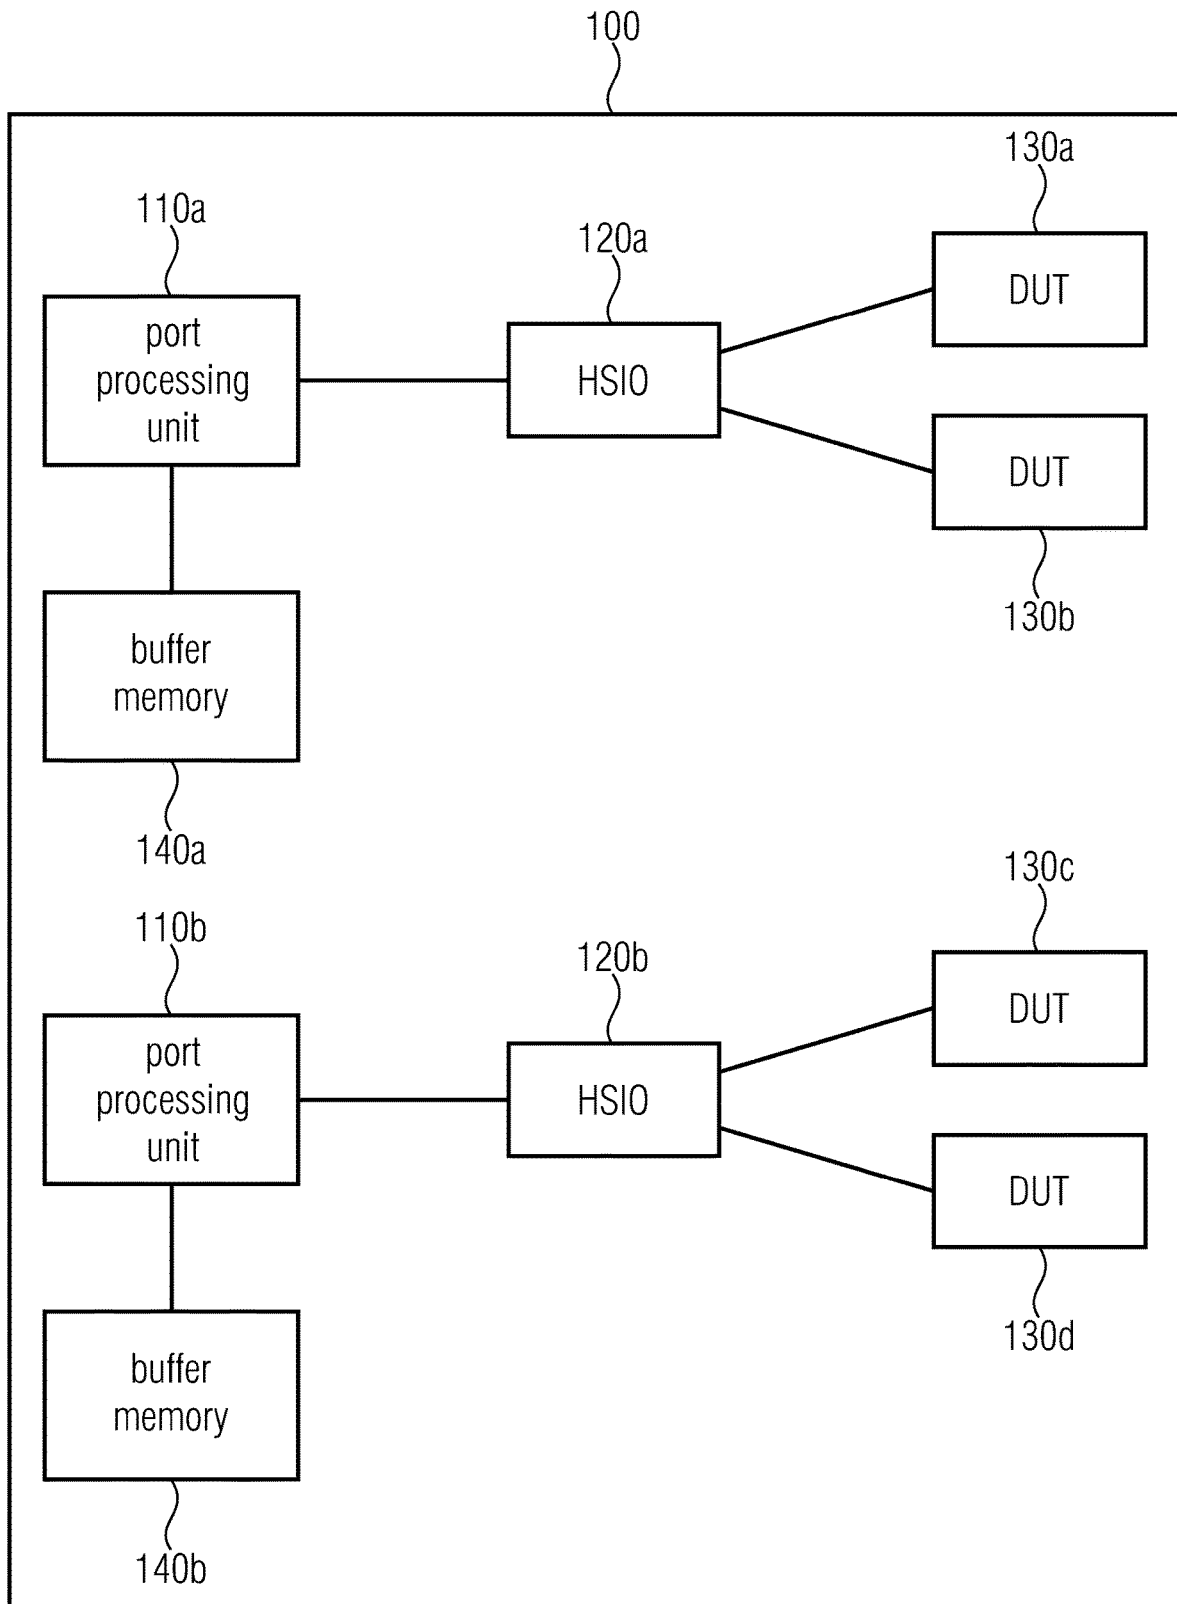 100
130a
110a
120a
DUT
port
processing
unit
HSIO
DUT
130b
buffer
memory
140a
130c
110b
120b
DUT
port
processing
unit
HSIO
DUT
130d
buffer
memory
140b